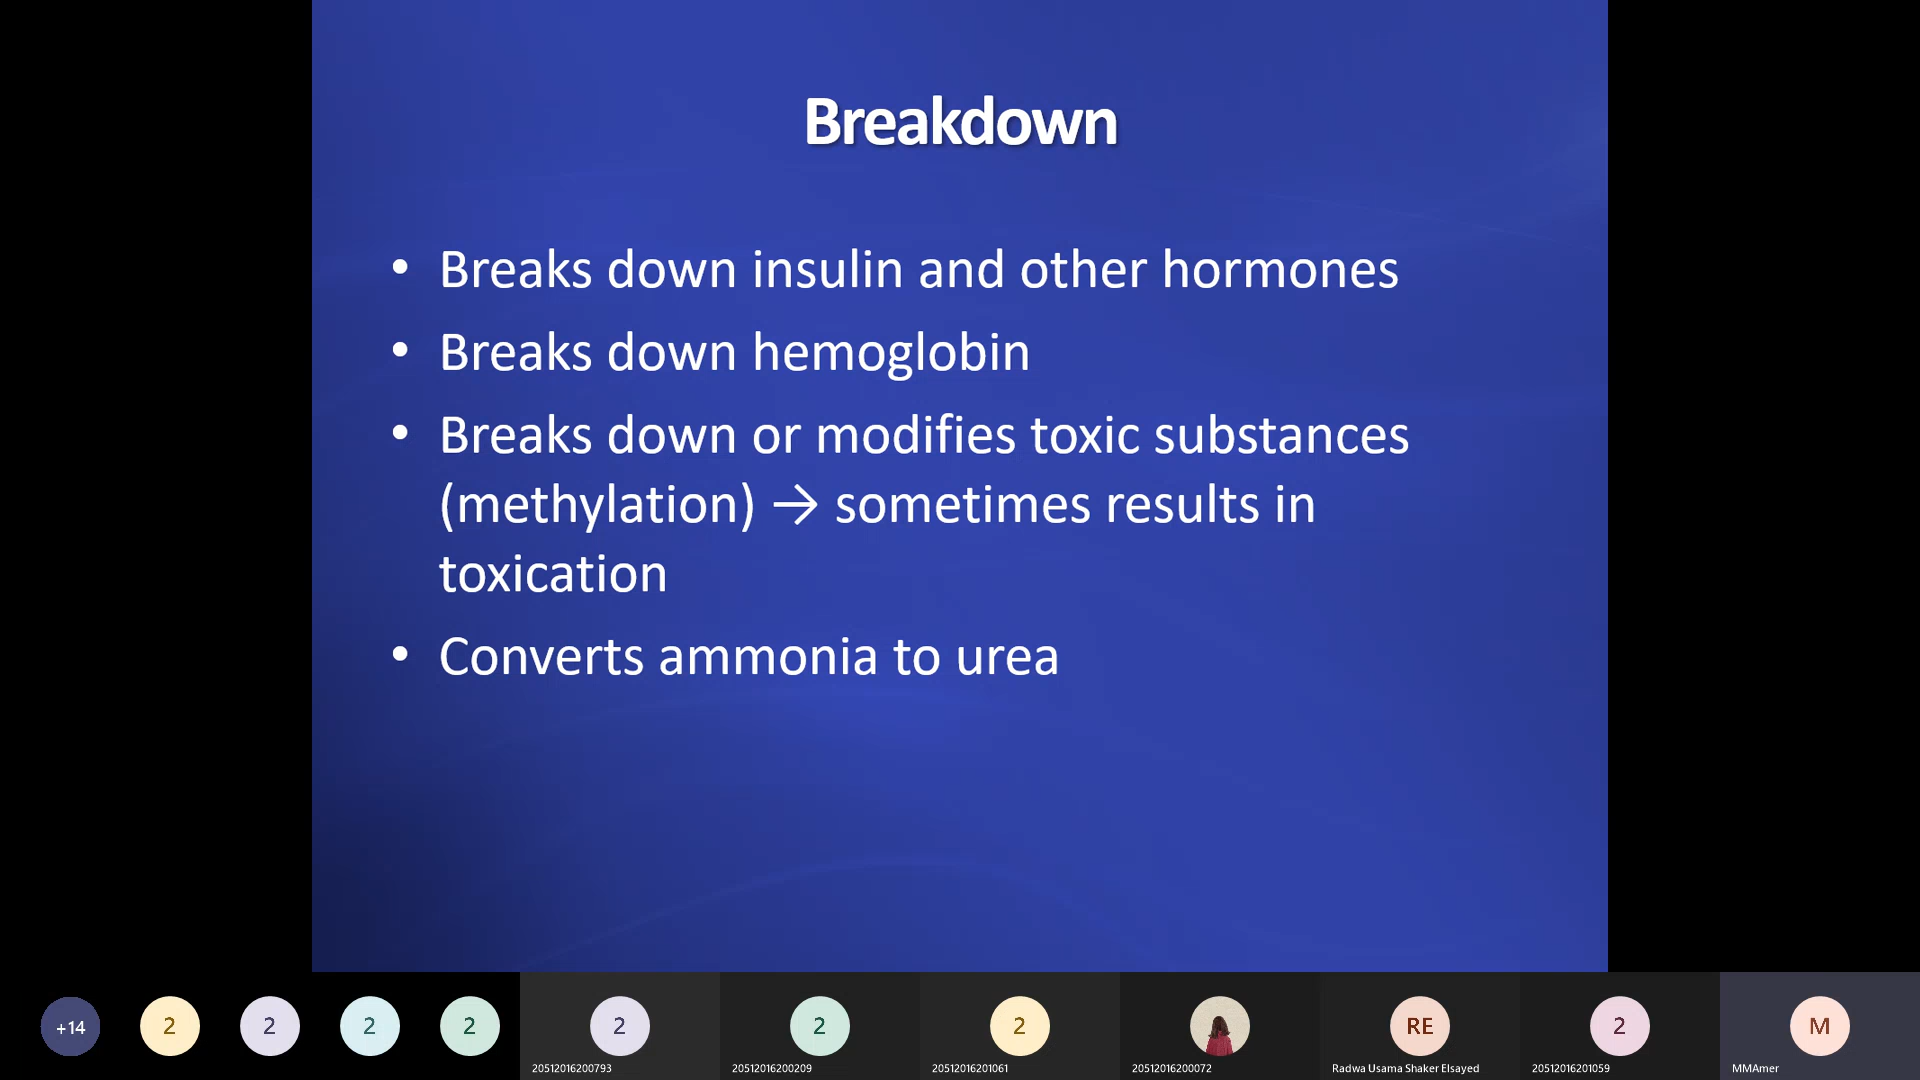 Breakdown
• Breaks down insulin and other hormones
• Breaks down hemoglobin
• Breaks down or modifies toxic substances
(methylation) → sometimes results in
toxication
• Converts ammonia to urea
+14
2
2
2
2
2
2
2
RE
2
M
20512016200793
20512016200209
20512016201061
20512016200072
Radwa Usama Shaker Elsayed
20512016201059
MMAmer